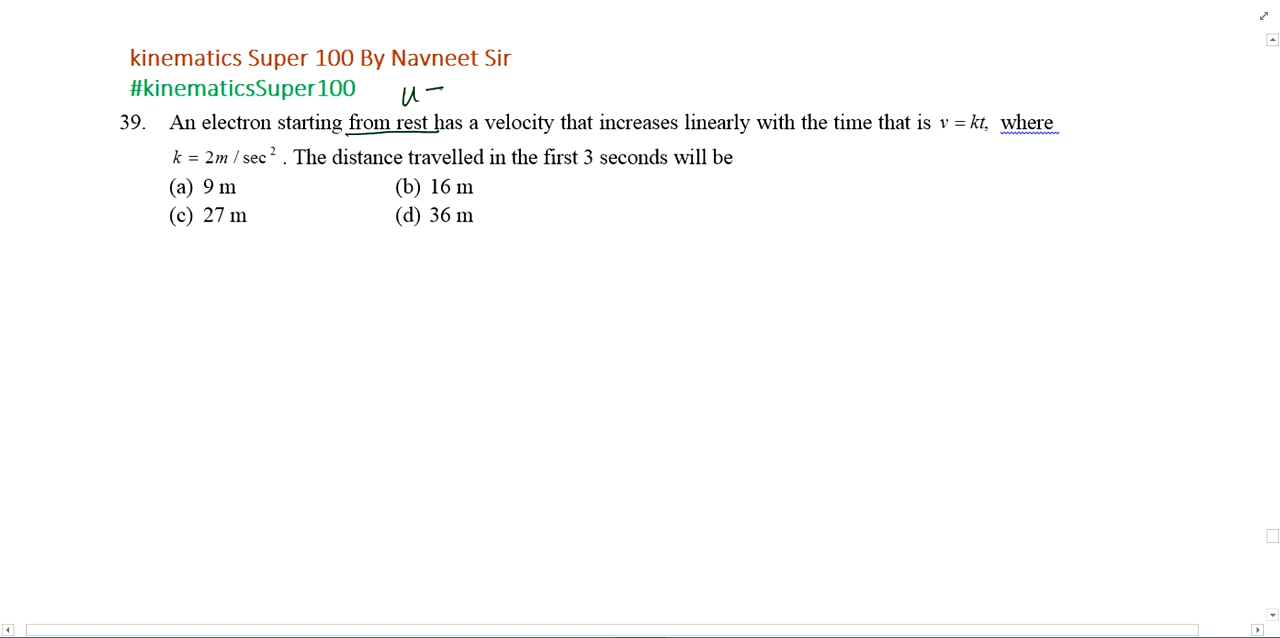 kinematics Super 100 By Navneet Sir
#kinematicsSuper100
u –
39. An electron starting from rest has a velocity that increases linearly with the time that is v = kt, where
k = 2m / sec². The distance travelled in the first 3 seconds will be
(a) 9 m (b) 16 m
(c) 27 m (d) 36 m